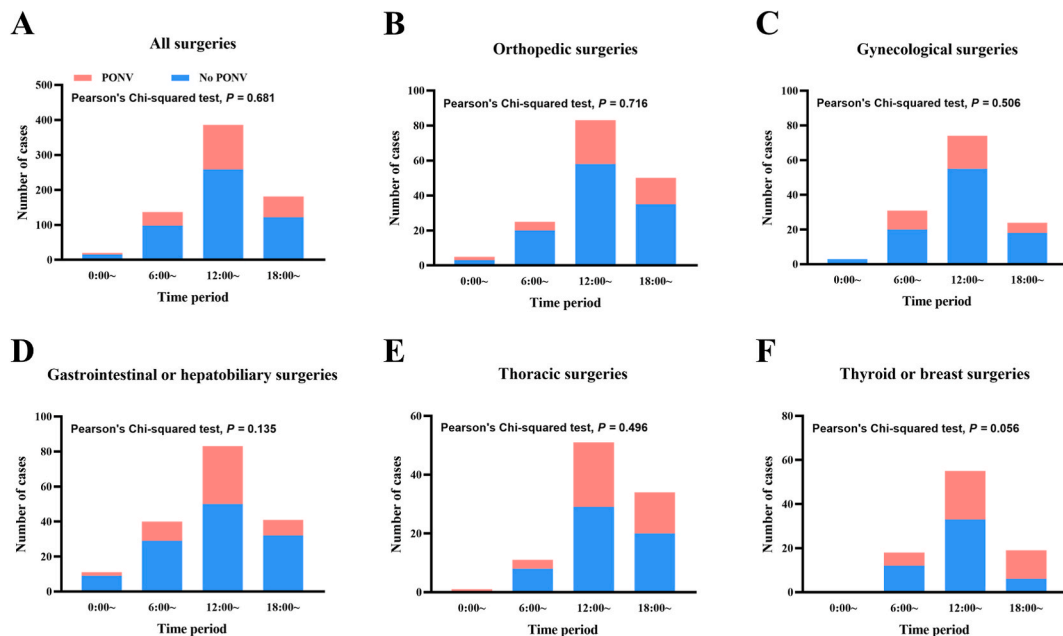 A
All surgeries
PONV No PONV
Pearson's Chi-squared test, P = 0.681
Number of cases
500
400
300
200
100
0
0:00~ 6:00~ 12:00~ 18:00~
Time period
B
Orthopedic surgeries
Pearson's Chi-squared test, P = 0.716
Number of cases
100
80
60
40
20
0
0:00~ 6:00~ 12:00~ 18:00~
Time period
C
Gynecological surgeries
Pearson's Chi-squared test, P = 0.506
Number of cases
100
80
60
40
20
0
0:00~ 6:00~ 12:00~ 18:00~
Time period
D
Gastrointestinal or hepatobiliary surgeries
Pearson's Chi-squared test, P = 0.135
Number of cases
100
80
60
40
20
0
0:00~ 6:00~ 12:00~ 18:00~
Time period
E
Thoracic surgeries
Pearson's Chi-squared test, P = 0.496
Number of cases
60
40
20
0
0:00~ 6:00~ 12:00~ 18:00~
Time period
F
Thyroid or breast surgeries
Pearson's Chi-squared test, P = 0.056
Number of cases
80
60
40
20
0
0:00~ 6:00~ 12:00~ 18:00~
Time period